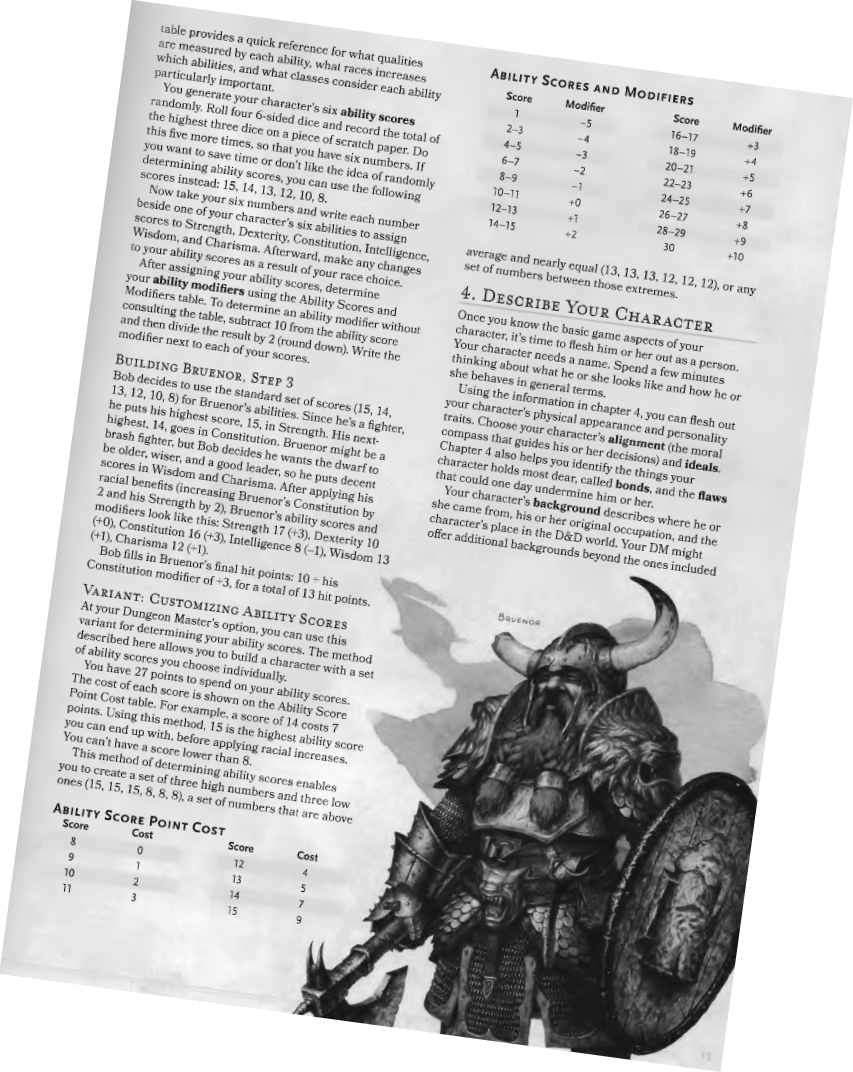 table provides a quick reference for what qualities
are measured by each ability, what races increases
which abilities, and what classes consider each ability
particularly important.
You generate your character's six ability scores
randomly. Roll four 6-sided dice and record the total of
the highest three dice on a piece of scratch paper. Do
this five more times, so that you have six numbers. If
you want to save time or don't like the idea of randomly
determining ability scores, you can use the following
scores instead: 15, 14, 13, 12, 10, 8.
Now take your six numbers and write each number
beside one of your character's six abilities to assign
scores to Strength, Dexterity, Constitution, Intelligence,
Wisdom, and Charisma. Afterward, make any changes
to your ability scores as a result of your race choice.
After assigning your ability scores, determine
your ability modifiers using the Ability Scores and
Modifiers table. To determine an ability modifier without
consulting the table, subtract 10 from the ability score
and then divide the result by 2 (round down). Write the
modifier next to each of your scores.
BUILDING BRUENOR, STEP 3
Bob decides to use the standard set of scores (15, 14,
13, 12, 10, 8) for Bruenor's abilities. Since he's a fighter,
he puts his highest score, 15, in Strength. His next-
highest, 14, goes in Constitution. Bruenor might be a
brash fighter, but Bob decides he wants the dwarf to
be older, wiser, and a good leader, so he puts decent
scores in Wisdom and Charisma. After applying his
racial benefits (increasing Bruenor's Constitution by
2 and his Strength by 2), Bruenor's ability scores and
modifiers look like this: Strength 17 (+3), Dexterity 10
(+0), Constitution 16 (+3), Intelligence 8 (–1), Wisdom 13
(+1), Charisma 12 (+1).
Bob fills in Bruenor's final hit points: 10 + his
Constitution modifier of +3, for a total of 13 hit points.
VARIANT: CUSTOMIZING ABILITY SCORES
At your Dungeon Master's option, you can use this
variant for determining your ability scores. The method
described here allows you to build a character with a set
of ability scores you choose individually.
You have 27 points to spend on your ability scores.
The cost of each score is shown on the Ability Score
Point Cost table. For example, a score of 14 costs 7
points. Using this method, 15 is the highest ability score
you can end up with, before applying racial increases.
You can't have a score lower than 8.
This method of determining ability scores enables
you to create a set of three high numbers and three low
ones (15, 15, 15, 8, 8, 8), a set of numbers that are above
ABILITY SCORE POINT COST
Score Cost Score Cost
8 0 12 4
9 1 13 5
10 2 14 7
11 3 15 9
ABILITY SCORES AND MODIFIERS
Score Modifier Score Modifier
1 –5 16–17 +3
2–3 –4 18–19 +4
4–5 –3 20–21 +5
6–7 –2 22–23 +6
8–9 –1 24–25 +7
10–11 +0 26–27 +8
12–13 +1 28–29 +9
14–15 +2 30 +10
average and nearly equal (13, 13, 13, 12, 12, 12), or any
set of numbers between those extremes.
4. DESCRIBE YOUR CHARACTER
Once you know the basic game aspects of your
character, it's time to flesh him or her out as a person.
Your character needs a name. Spend a few minutes
thinking about what he or she looks like and how he or
she behaves in general terms.
Using the information in chapter 4, you can flesh out
your character's physical appearance and personality
traits. Choose your character's alignment (the moral
compass that guides his or her decisions) and ideals.
Chapter 4 also helps you identify the things your
character holds most dear, called bonds, and the flaws
that could one day undermine him or her.
Your character's background describes where he or
she came from, his or her original occupation, and the
character's place in the D&D world. Your DM might
offer additional backgrounds beyond the ones included
BRUENOR
13